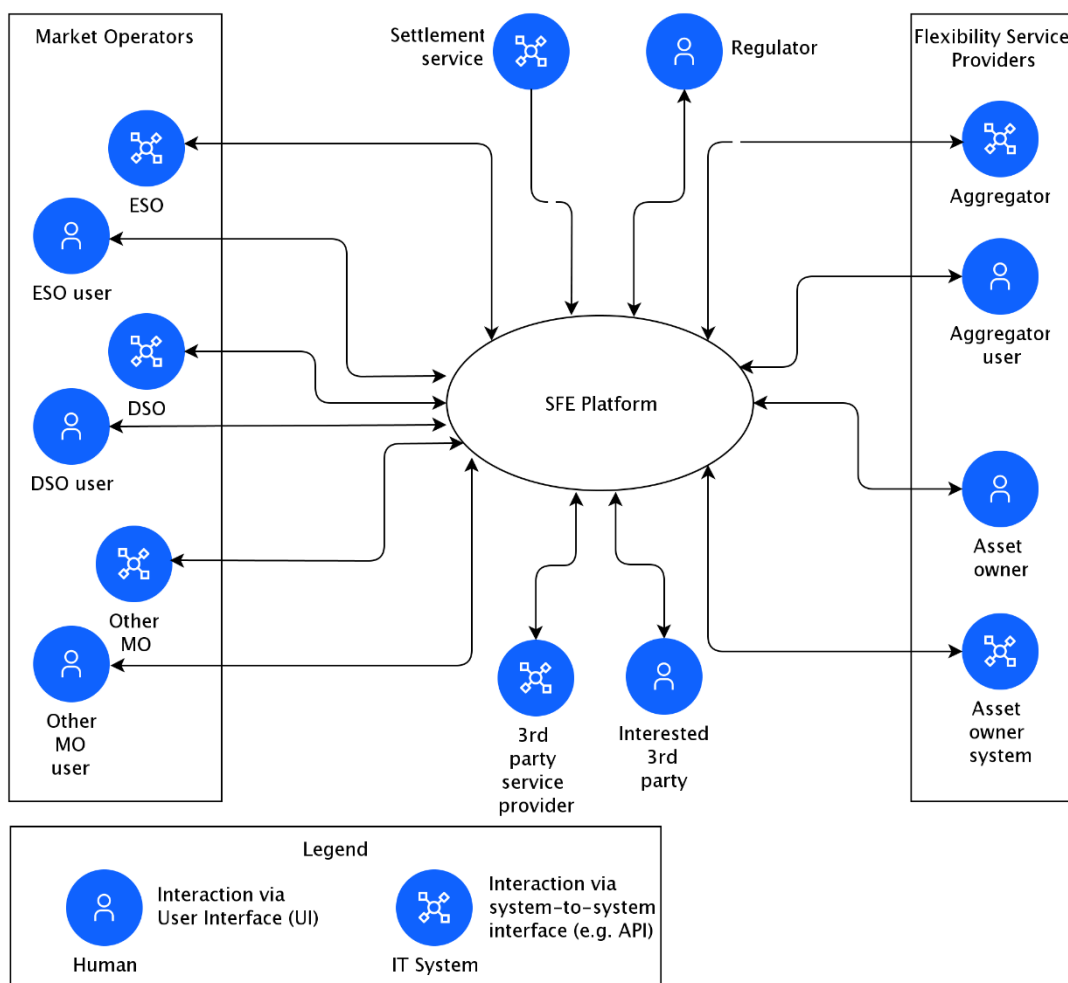 Market Operators
Settlement
service
Regulator
Flexibility Service
Providers
ESO
Aggregator
ESO user
Aggregator
user
DSO
SFE Platform
DSO user
Asset
owner
Other
MO
Other
MO
user
3rd
party
service
provider
Interested
3rd
party
Asset
owner
system
Legend
Interaction via
User Interface (UI)
Human
Interaction via
system-to-system
interface (e.g. API)
IT System